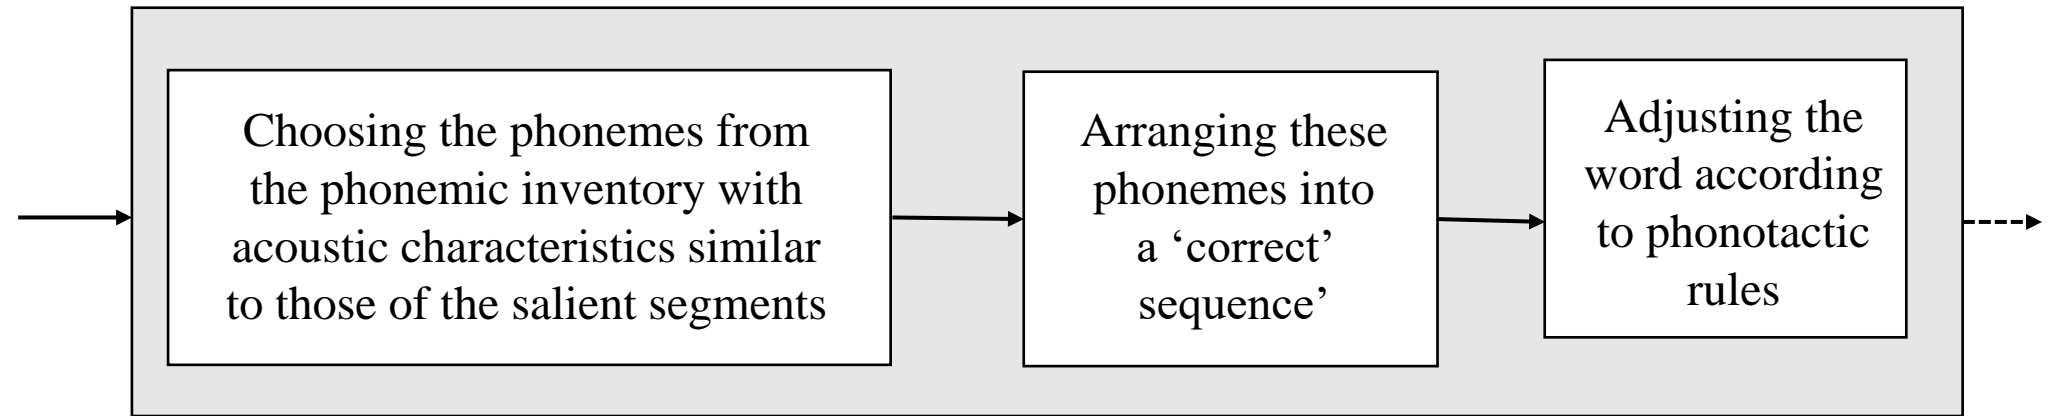 Choosing the phonemes from
the phonemic inventory with
acoustic characteristics similar
to those of the salient segments
Arranging these
phonemes into
a ‘correct’
sequence’
Adjusting the
word according
to phonotactic
rules